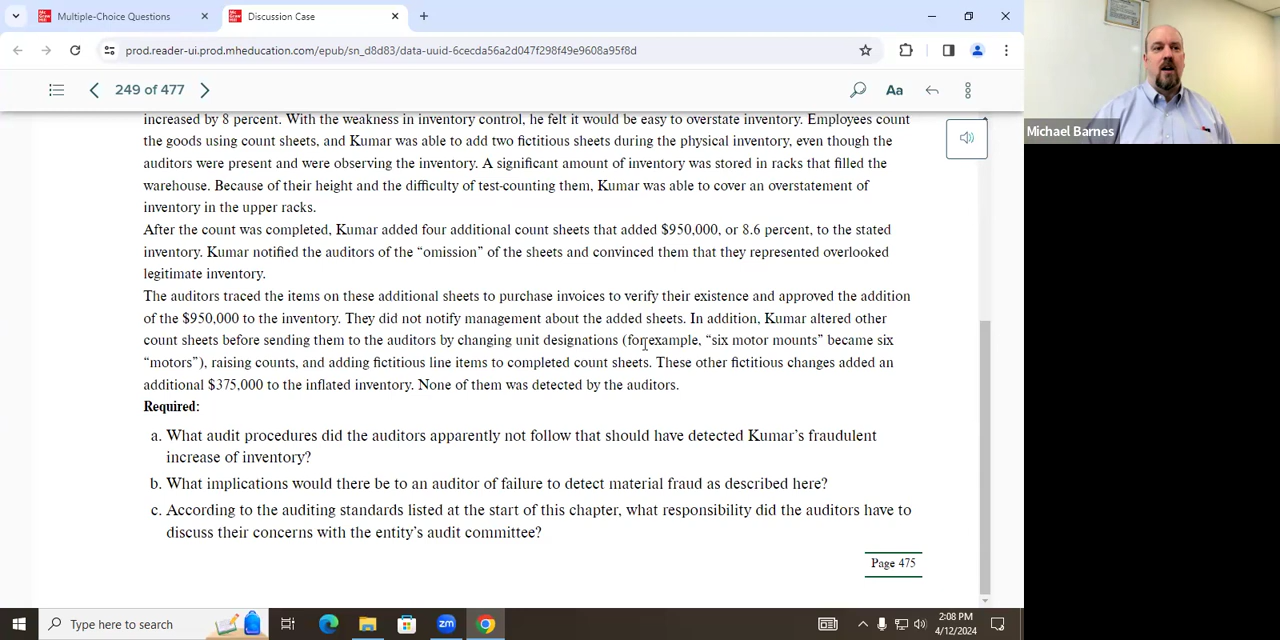 Multiple-Choice Questions
Discussion Case
prod.reader-ui.prod.mheducation.com/epub/sn_d8d83/data-uuid-6cecda56a2d047f298f49e9608a95f8d
249 of 477
Aa
increased by 8 percent. With the weakness in inventory control, he felt it would be easy to overstate inventory. Employees count
the goods using count sheets, and Kumar was able to add two fictitious sheets during the physical inventory, even though the
auditors were present and were observing the inventory. A significant amount of inventory was stored in racks that filled the
warehouse. Because of their height and the difficulty of test-counting them, Kumar was able to cover an overstatement of
inventory in the upper racks.
After the count was completed, Kumar added four additional count sheets that added $950,000, or 8.6 percent, to the stated
inventory. Kumar notified the auditors of the “omission” of the sheets and convinced them that they represented overlooked
legitimate inventory.
The auditors traced the items on these additional sheets to purchase invoices to verify their existence and approved the addition
of the $950,000 to the inventory. They did not notify management about the added sheets. In addition, Kumar altered other
count sheets before sending them to the auditors by changing unit designations (for example, “six motor mounts” became six
“motors”), raising counts, and adding fictitious line items to completed count sheets. These other fictitious changes added an
additional $375,000 to the inflated inventory. None of them was detected by the auditors.
Required:
a. What audit procedures did the auditors apparently not follow that should have detected Kumar’s fraudulent
increase of inventory?
b. What implications would there be to an auditor of failure to detect material fraud as described here?
c. According to the auditing standards listed at the start of this chapter, what responsibility did the auditors have to
discuss their concerns with the entity’s audit committee?
Page 475
Michael Barnes
Type here to search
zm
2:08 PM
4/12/2024